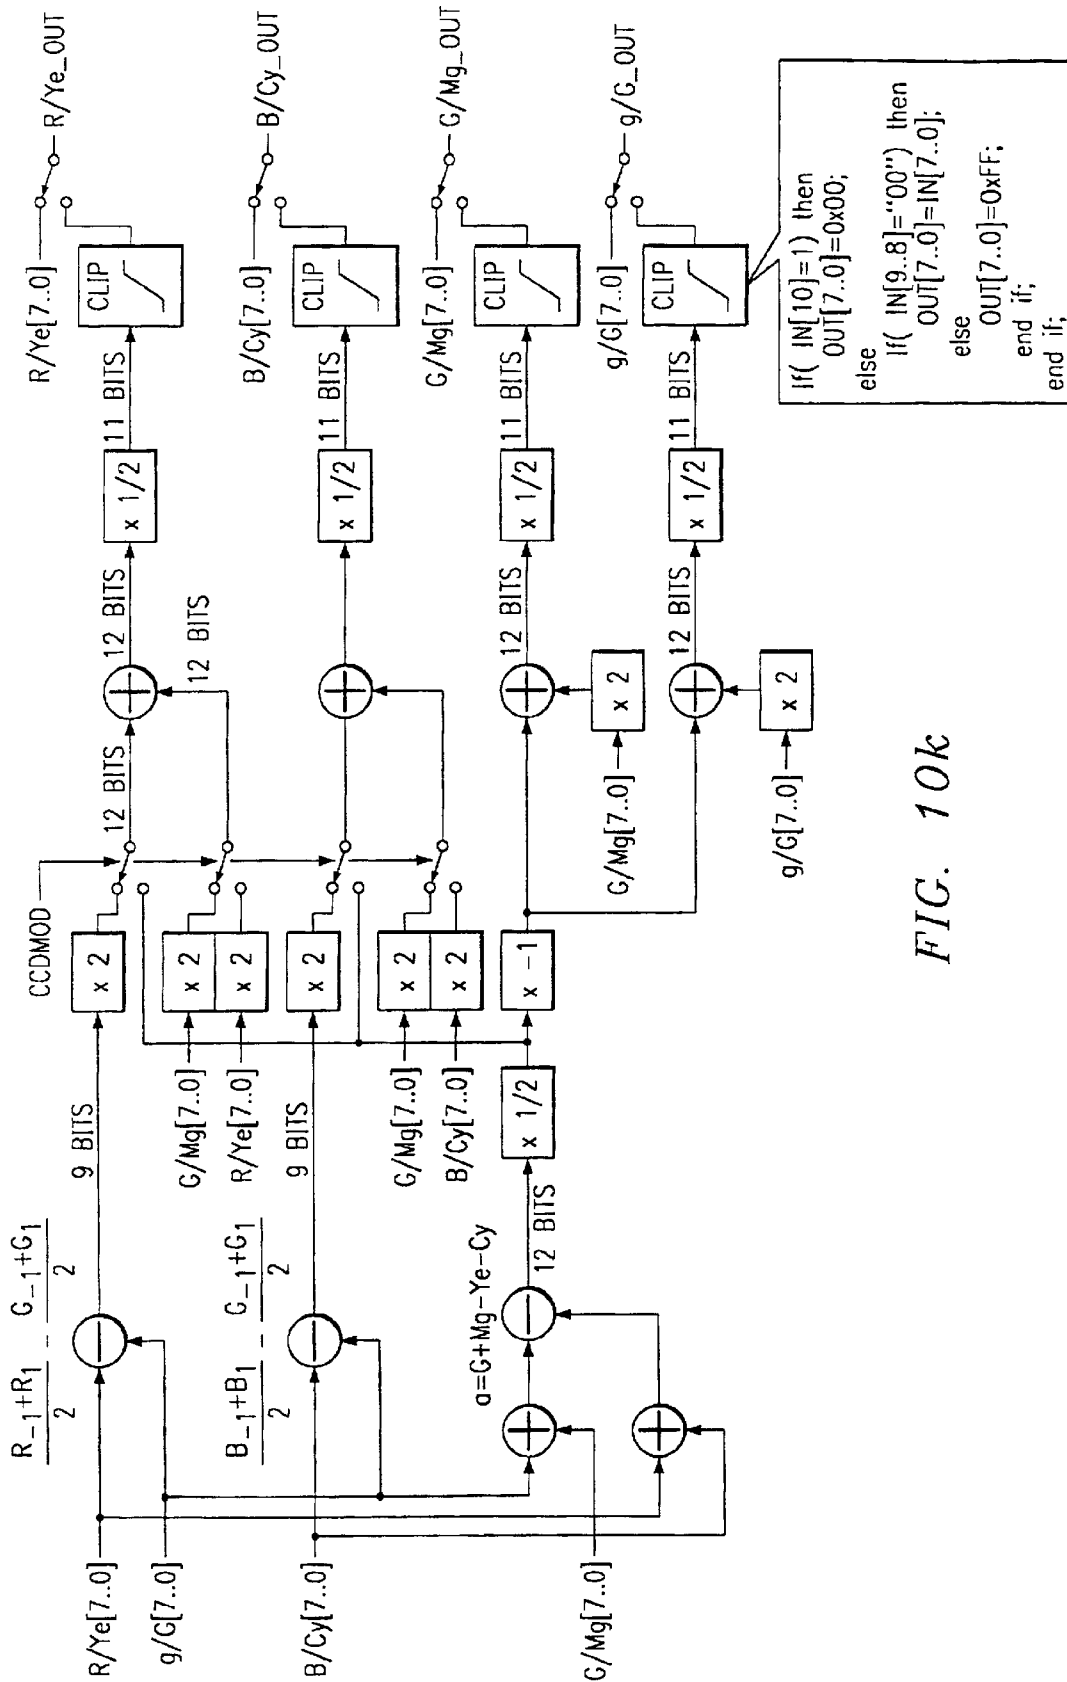 R/Ye[7..0]
g/G[7..0]
B/Cy[7..0]
G/Mg[7..0]
R₋₁+R₁
2
-
G₋₁+G₁
2
B₋₁+B₁
2
-
G₋₁+G₁
2
a=G+Mg-Ye-Cy
12 BITS
9 BITS
9 BITS
x 1/2
G/Mg[7..0]
R/Ye[7..0]
G/Mg[7..0]
B/Cy[7..0]
CCDMOD
x 2
x 2
x 2
x 2
x 2
x 2
x -1
12 BITS
12 BITS
12 BITS
G/Mg[7..0]
x 2
g/G[7..0]
x 2
12 BITS
12 BITS
x 1/2
x 1/2
x 1/2
x 1/2
11 BITS
11 BITS
11 BITS
11 BITS
CLIP
CLIP
CLIP
CLIP
R/Ye[7..0]
B/Cy[7..0]
G/Mg[7..0]
g/G[7..0]
R/Ye_OUT
B/Cy_OUT
G/Mg_OUT
g/G_OUT
If( IN[10]=1) then
OUT[7..0]=0x00;
else
If( IN[9..8]="00") then
OUT[7..0]=IN[7..0];
else
OUT[7..0]=0xFF;
end if;
end if;
FIG. 10k